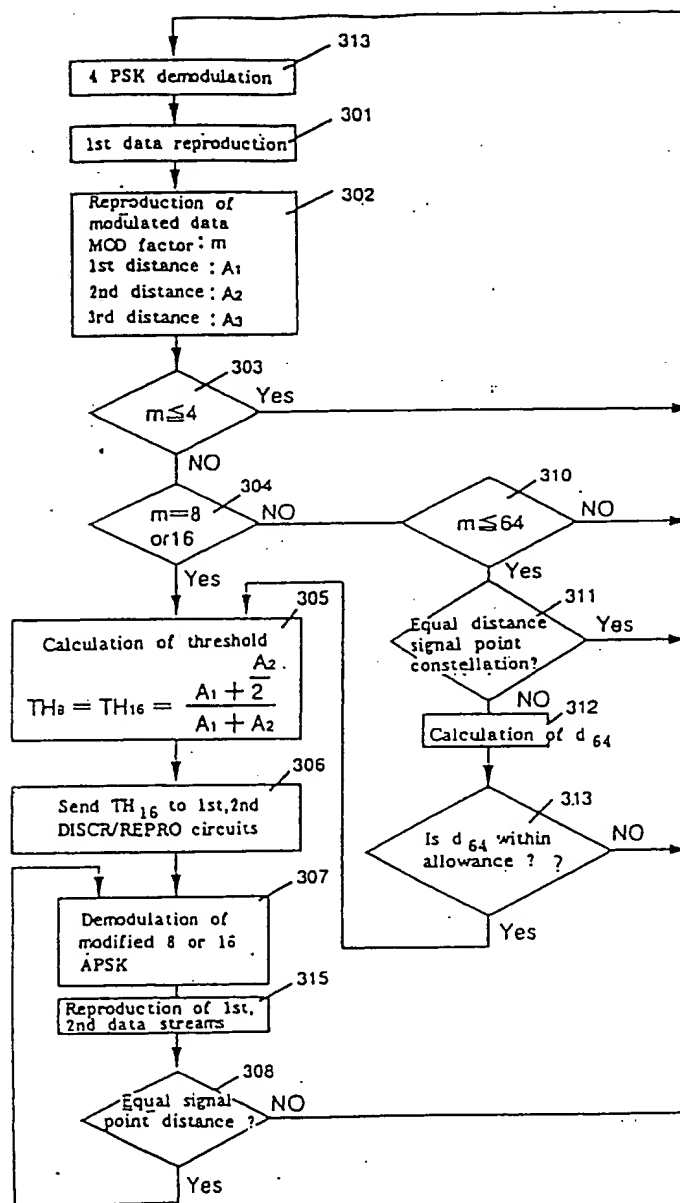 313
4 PSK demodulation
301
1st data reproduction
302
Reproduction of
modulated data
MOD factor : m
1st distance : A1
2nd distance : A2
3rd distance : A3
303
Yes
m≦4
NO
304
310
m=8
or 16
NO
m≦64
NO
Yes
Yes
305
311
Calculation of threshold
Equal distance
signal point
constellation?
Yes
TH8 = TH16 = (A1 + A2/2) / (A1 + A2)
NO
312
Calculation of d 64
306
Send TH16 to 1st,2nd
DISCR/REPRO circuits
313
Is d 64 within
allowance ? ?
NO
307
Demodulation of
modified 8 or 16
APSK
Yes
315
Reproduction of 1st,
2nd data streams
308
Equal signal
point distance ?
NO
Yes